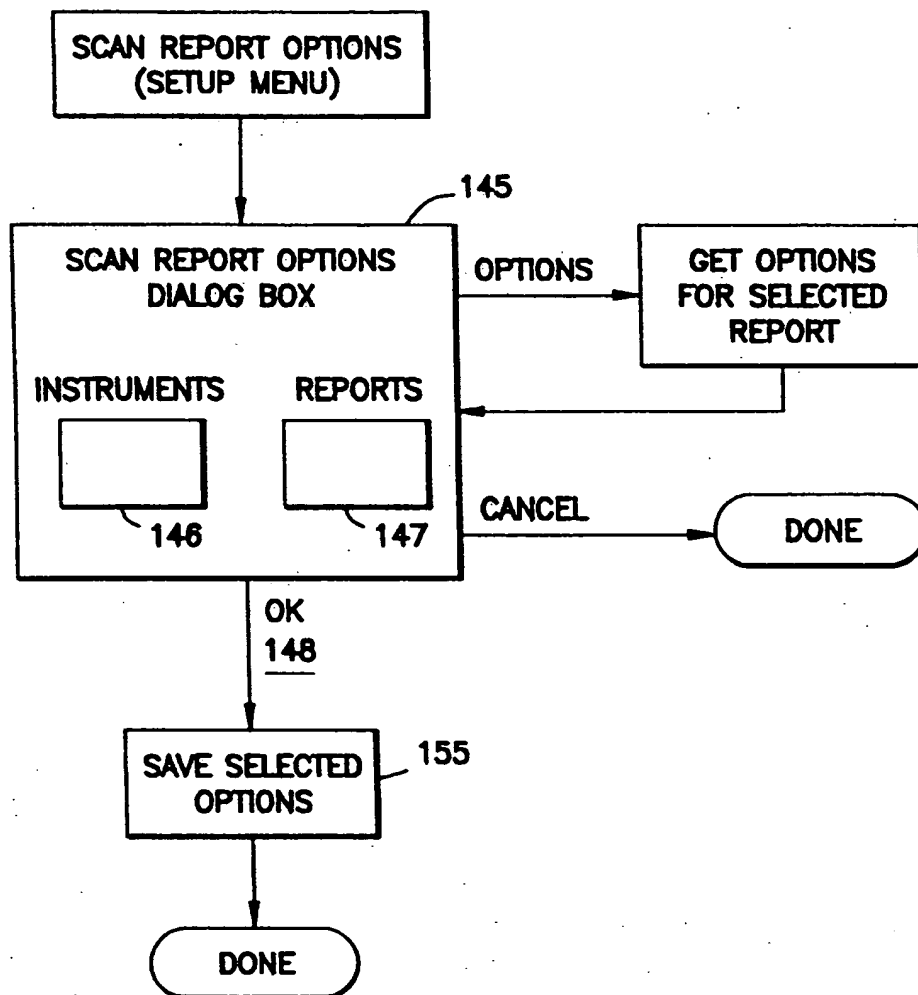 SCAN REPORT OPTIONS
(SETUP MENU)
145
SCAN REPORT OPTIONS
DIALOG BOX
OPTIONS
GET OPTIONS
FOR SELECTED
REPORT
INSTRUMENTS
REPORTS
146
147
CANCEL
DONE
OK
148
SAVE SELECTED
OPTIONS
155
DONE